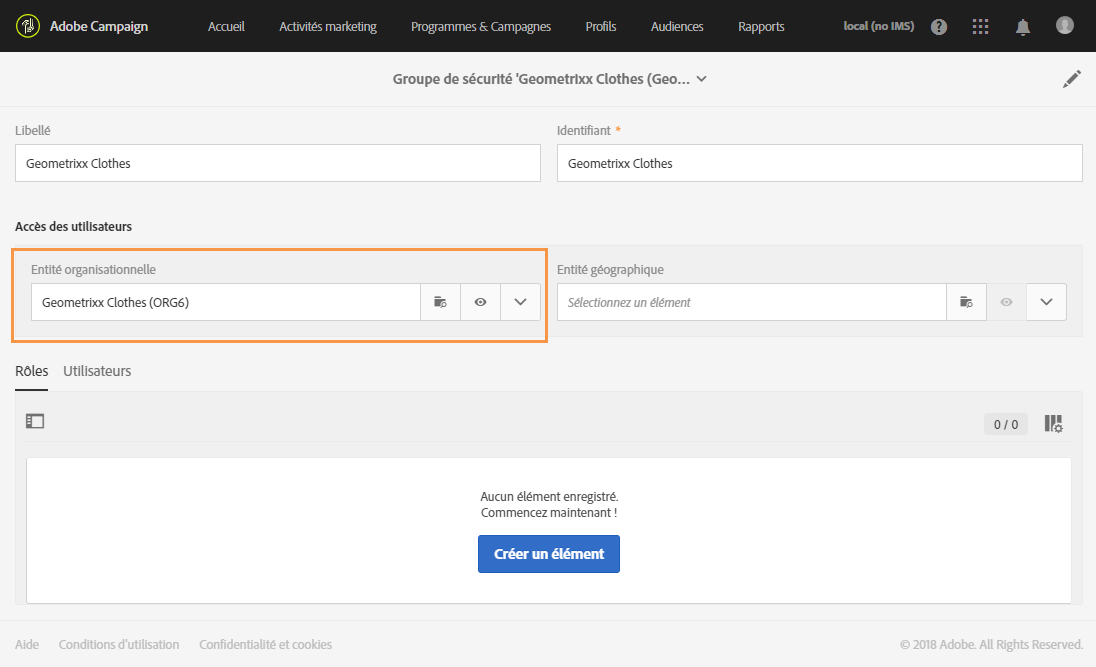 Adobe Campaign Accueil Activités marketing Programmes & Campagnes Profils Audiences Rapports local (no IMS)
Groupe de sécurité 'Geometrixx Clothes (Geo...
Libellé Identifiant *
Geometrixx Clothes Geometrixx Clothes
Accès des utilisateurs
Entité organisationnelle Entité géographique
Geometrixx Clothes (ORG6) Sélectionnez un élément
Rôles Utilisateurs
0 / 0
Aucun élément enregistré.
Commencez maintenant !
Créer un élément
Aide Conditions d'utilisation Confidentialité et cookies © 2018 Adobe. All Rights Reserved.